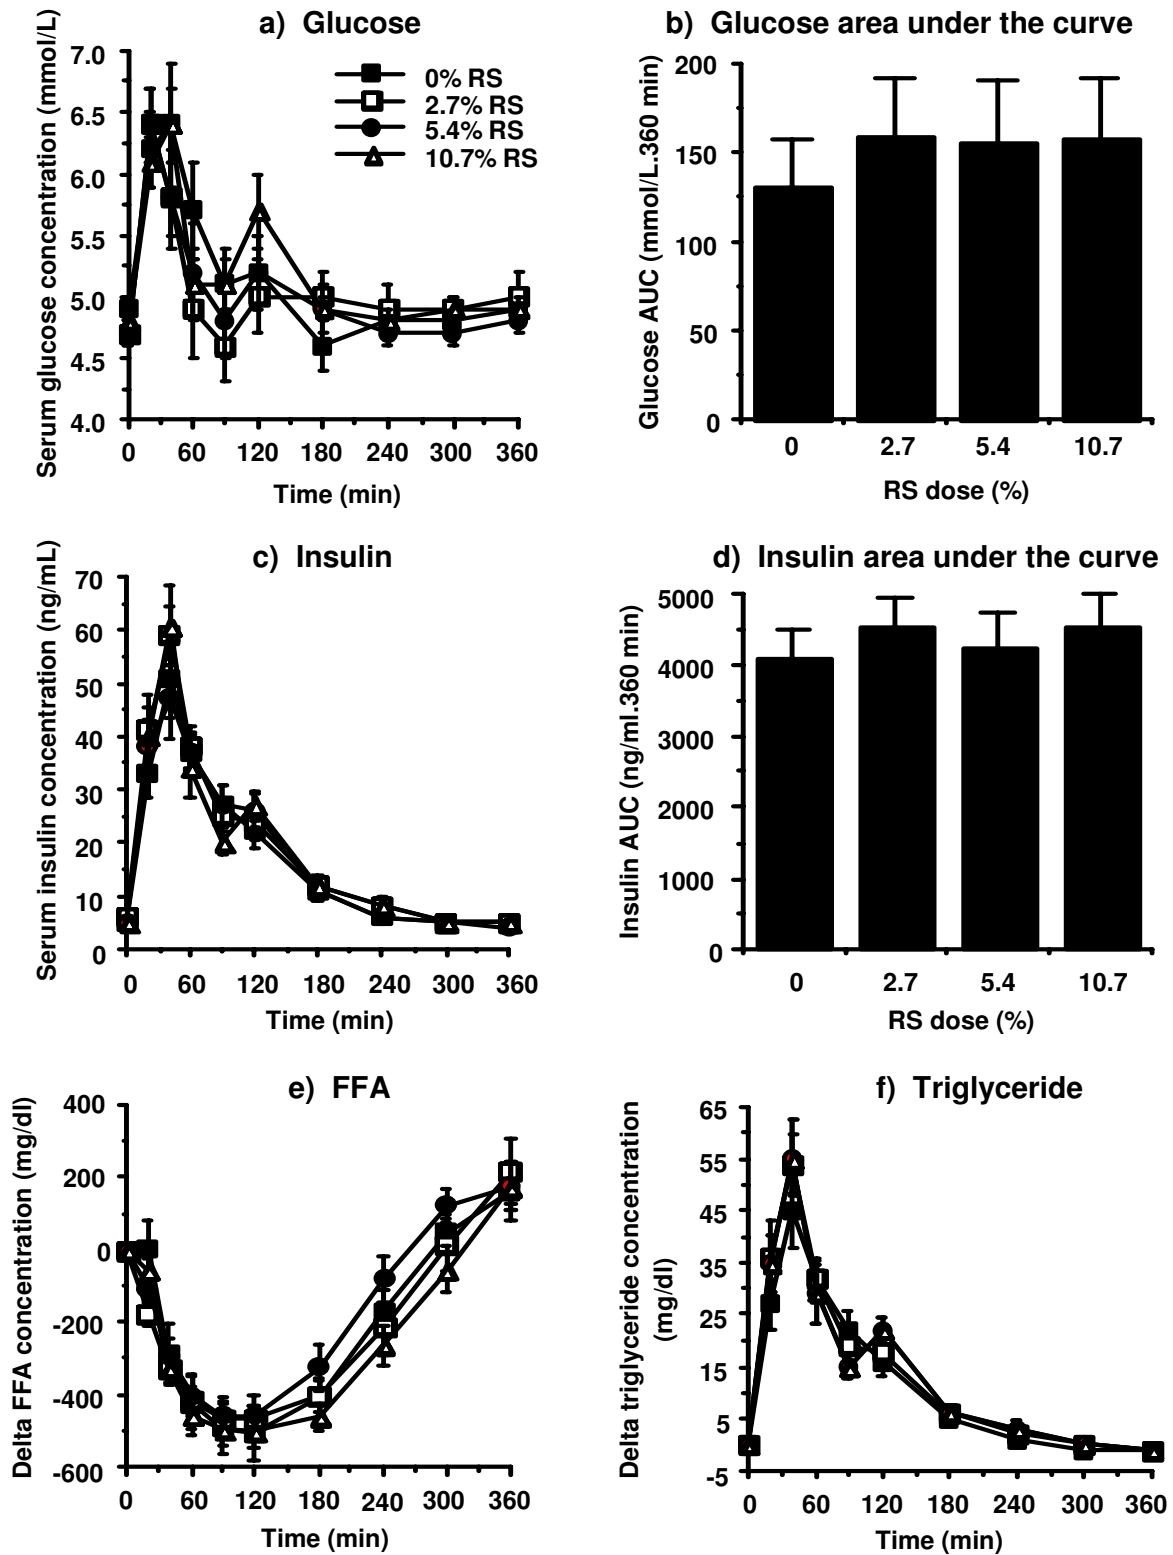 a) Glucose
Serum glucose concentration (mmol/L)
7.0
6.5
6.0
5.5
5.0
4.5
4.0
0% RS
2.7% RS
5.4% RS
10.7% RS
0 60 120 180 240 300 360
Time (min)
b) Glucose area under the curve
Glucose AUC (mmol/L.360 min)
200
150
100
50
0
0 2.7 5.4 10.7
RS dose (%)
c) Insulin
Serum insulin concentration (ng/mL)
70
60
50
40
30
20
10
0
0 60 120 180 240 300 360
Time (min)
d) Insulin area under the curve
Insulin AUC (ng/ml.360 min)
5000
4000
3000
2000
1000
0
0 2.7 5.4 10.7
RS dose (%)
e) FFA
Delta FFA concentration (mg/dl)
400
200
0
-200
-400
-600
0 60 120 180 240 300 360
Time (min)
f) Triglyceride
Delta triglyceride concentration
(mg/dl)
65
55
45
35
25
15
5
-5
0 60 120 180 240 300 360
Time (min)